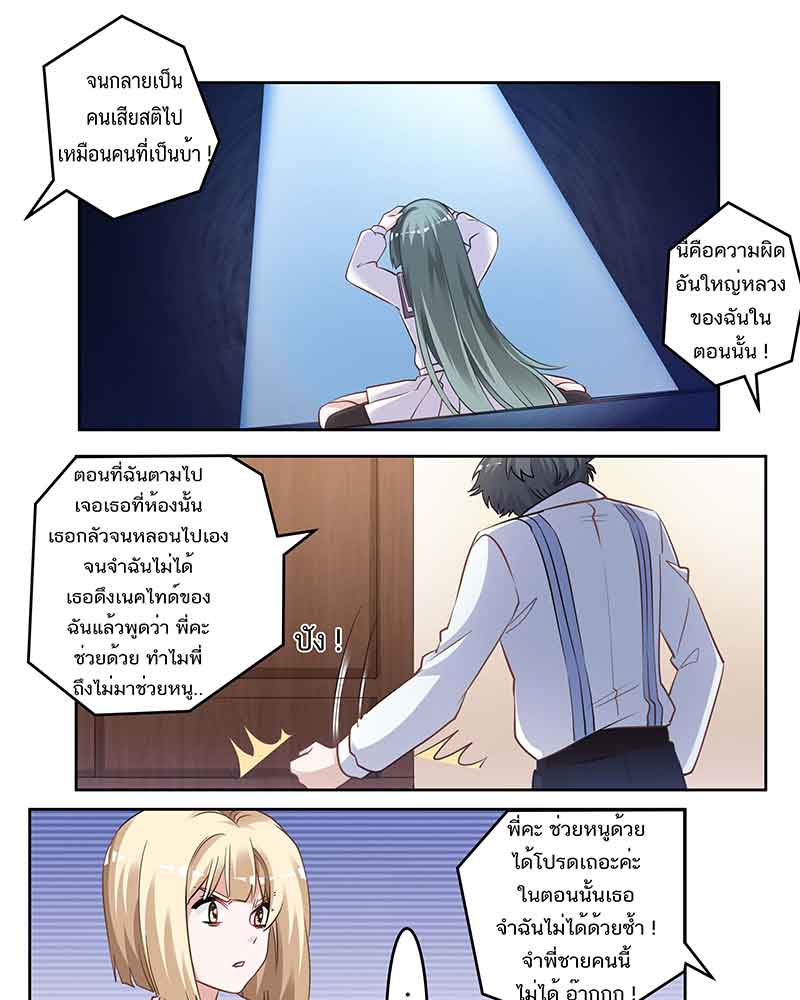 จนกลายเป็น
คนเสียสติไป
เหมือนคนที่เป็นบ้า !
นี่คือความผิด
อันใหญ่หลวง
ของฉันใน
ตอนนั้น !
ตอนที่ฉันตามไป
เจอเธอที่ห้องนั้น
เธอกลัวจนหลอนไปเอง
จนจำฉันไม่ได้
เธอดึงเนคไทด์ของ
ฉันแล้วพูดว่า พี่คะ
ช่วยด้วย ทำไมพี่
ถึงไม่มาช่วยหนู..
ปัง !
พี่คะ ช่วยหนูด้วย
ได้โปรดเถอะค่ะ
ในตอนนั้นเธอ
จำฉันไม่ได้ด้วยซ้ำ !
จำพี่ชายคนนี้
ไม่ได้ อ๊ากกก !